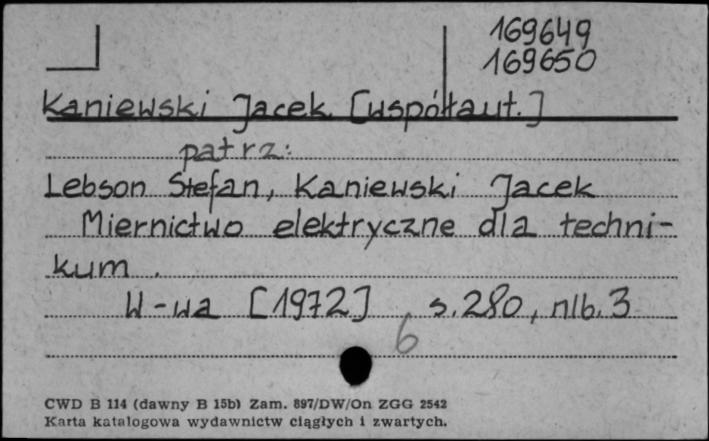 169649
169650
Kaniewski Jacek [współaut.]
patrz:
Lebson Stefan, Kaniewski Jacek
Miernictwo elektryczne dla techni-
kum.
W-wa [1972] s. 280, nlb. 3
6
CWD B 114 (dawny B 15b) Zam. 897/DW/On ZGG 2542
Karta katalogowa wydawnictw ciągłych i zwartych.